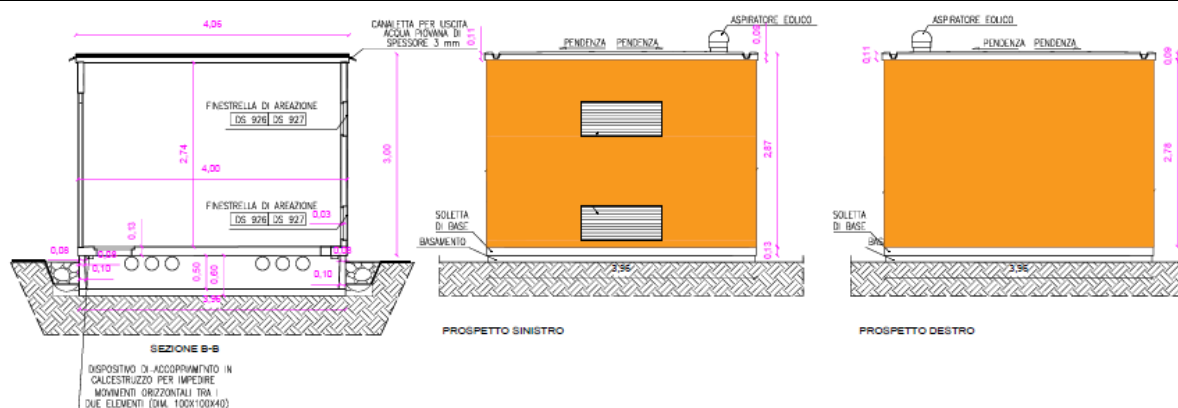 4,06
CANALETTA PER USCITA
ACQUA PIOVANA DI
SPESSORE 3 mm
FINESTRELLA DI AREAZIONE
DS 926 DS 927
2,74
3,00
4,00
FINESTRELLA DI AREAZIONE
DS 926 DS 927
0,03
0,13
0,08
0,10
0,50
0,60
0,10
3,96
SEZIONE B-B
DISPOSITIVO DI ACCOPPIAMENTO IN
CALCESTRUZZO PER IMPEDIRE
MOVIMENTI ORIZZONTALI TRA I
DUE ELEMENTI (DIM. 100X100X40)
ASPIRATORE EOLICO
0,11
PENDENZA PENDENZA
0,09
2,87
SOLETTA
DI BASE
BASAMENTO
0,13
3,96
PROSPETTO SINISTRO
ASPIRATORE EOLICO
0,11
PENDENZA PENDENZA
0,09
2,78
SOLETTA
DI BASE
BAS
3,96
PROSPETTO DESTRO